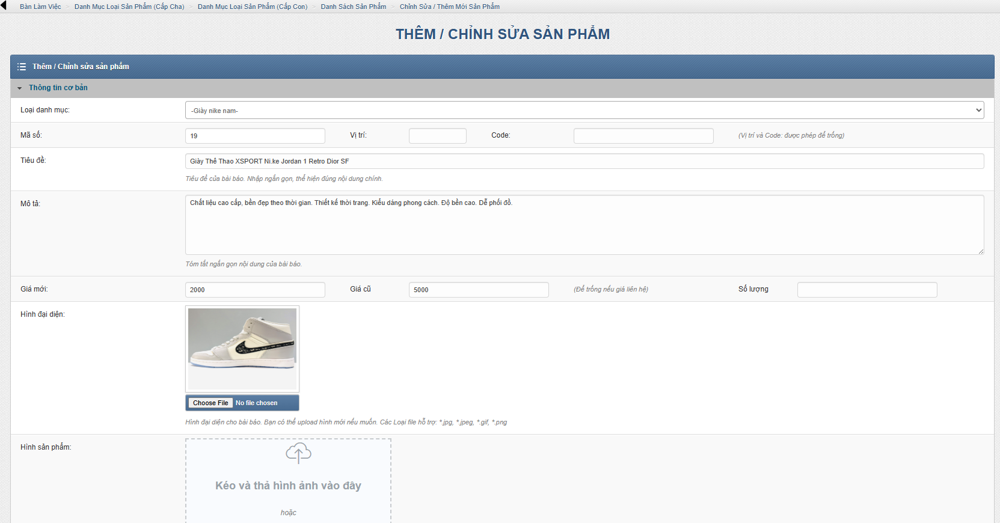 Bàn Làm Việc > Danh Mục Loại Sản Phẩm (Cấp Cha) > Danh Mục Loại Sản Phẩm (Cấp Con) > Danh Sách Sản Phẩm > Chỉnh Sửa / Thêm Mới Sản Phẩm
THÊM / CHỈNH SỬA SẢN PHẨM
Thêm / Chỉnh sửa sản phẩm
Thông tin cơ bản
Loại danh mục: -Giày nike nam-
Mã số: 19 Vị trí: Code: (Vị trí và Code: được phép để trống)
Tiêu đề: Giày Thể Thao XSPORT Ni.ke Jordan 1 Retro Dior SF
Tiêu đề của bài báo. Nhập ngắn gọn, thể hiện đúng nội dung chính.
Mô tả: Chất liệu cao cấp, bền đẹp theo thời gian. Thiết kế thời trang. Kiểu dáng phong cách. Độ bền cao. Dễ phối đồ.
Tóm tắt ngắn gọn nội dung của bài báo.
Giá mới: 2000 Giá cũ 5000 (Để trống nếu giá liên hệ) Số lượng
Hình đại diện:
Choose File No file chosen
Hình đại diện cho bài báo. Bạn có thể upload hình mới nếu muốn. Các Loại file hỗ trợ: *.jpg, *.jpeg, *.gif, *.png
Hình sản phẩm:
Kéo và thả hình ảnh vào đây
hoặc